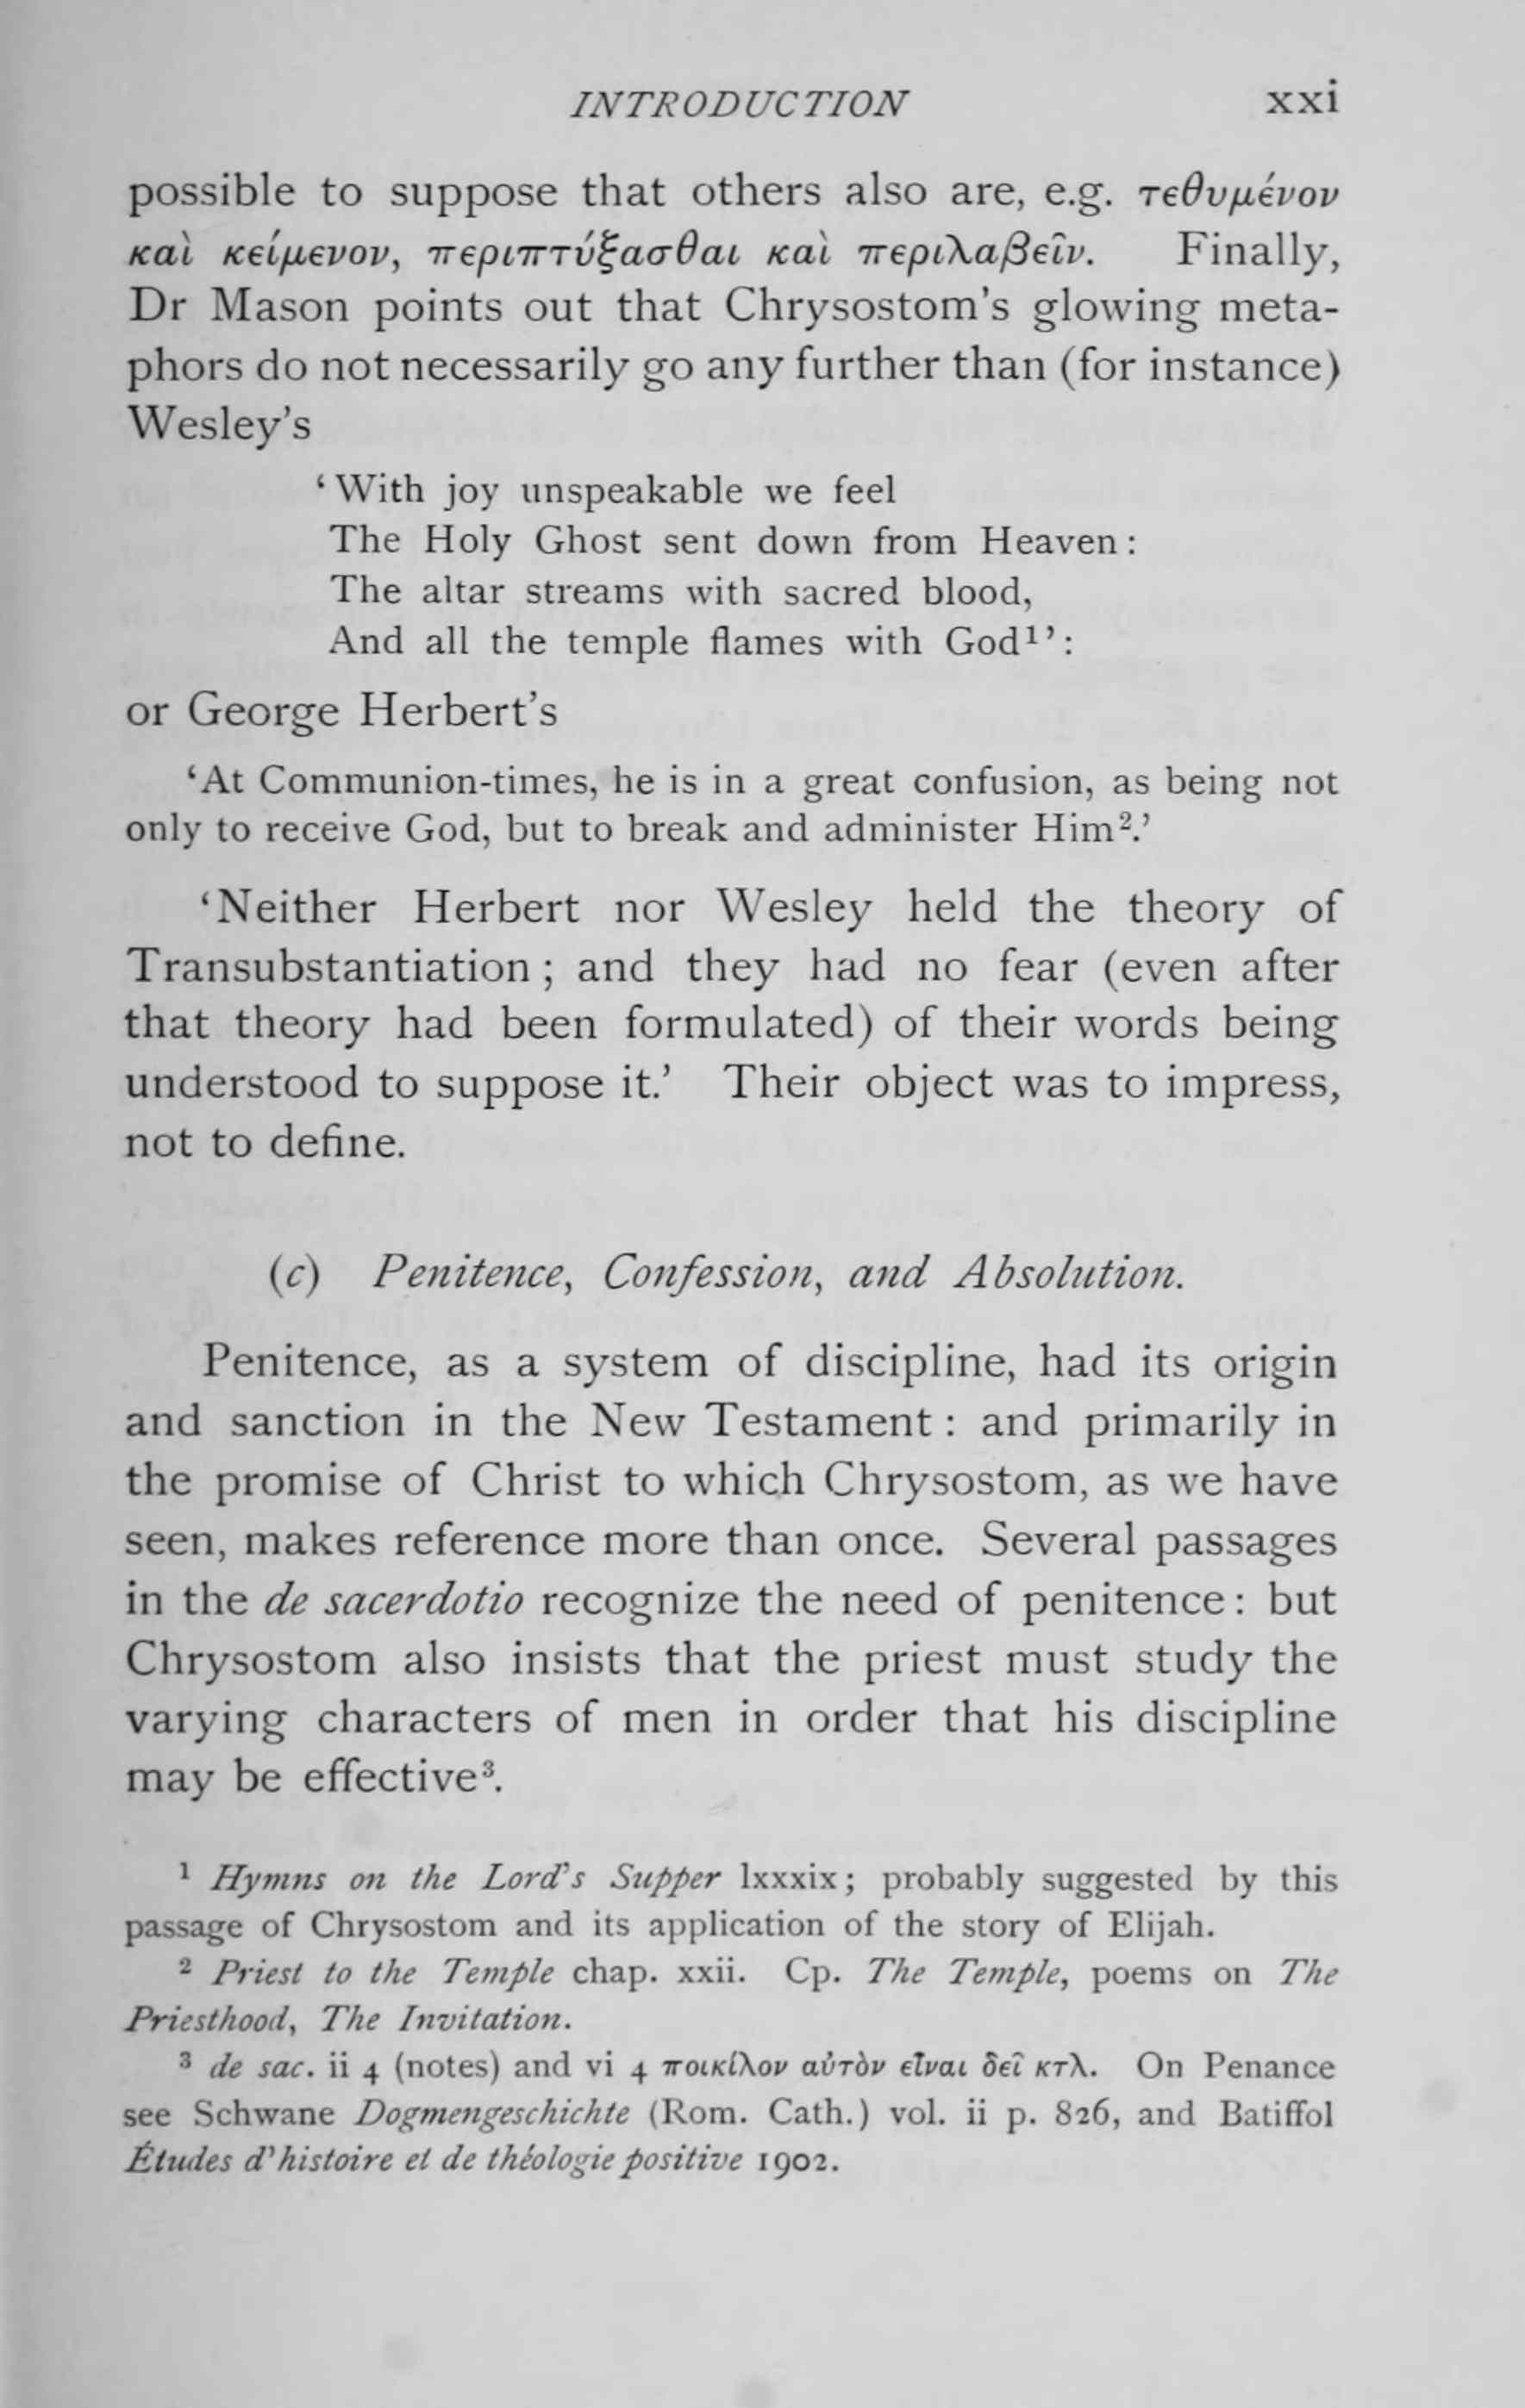 INTRODUCTION xxi
possible to suppose that others also are, e.g. τεθυμένον
καὶ κείμενον, περιπτύξασθαι καὶ περιλαβεῖν. Finally,
Dr Mason points out that Chrysostom's glowing meta-
phors do not necessarily go any further than (for instance)
Wesley's
‘With joy unspeakable we feel
The Holy Ghost sent down from Heaven:
The altar streams with sacred blood,
And all the temple flames with God¹’:
or George Herbert's
‘At Communion-times, he is in a great confusion, as being not
only to receive God, but to break and administer Him².’
‘Neither Herbert nor Wesley held the theory of
Transubstantiation; and they had no fear (even after
that theory had been formulated) of their words being
understood to suppose it.’ Their object was to impress,
not to define.
(c) Penitence, Confession, and Absolution.
Penitence, as a system of discipline, had its origin
and sanction in the New Testament: and primarily in
the promise of Christ to which Chrysostom, as we have
seen, makes reference more than once. Several passages
in the de sacerdotio recognize the need of penitence: but
Chrysostom also insists that the priest must study the
varying characters of men in order that his discipline
may be effective³.
¹ Hymns on the Lord's Supper lxxxix; probably suggested by this
passage of Chrysostom and its application of the story of Elijah.
² Priest to the Temple chap. xxii. Cp. The Temple, poems on The
Priesthood, The Invitation.
³ de sac. ii 4 (notes) and vi 4 ποικίλον αὐτὸν εἶναι δεῖ κτλ. On Penance
see Schwane Dogmengeschichte (Rom. Cath.) vol. ii p. 826, and Batiffol
Études d'histoire et de théologie positive 1902.